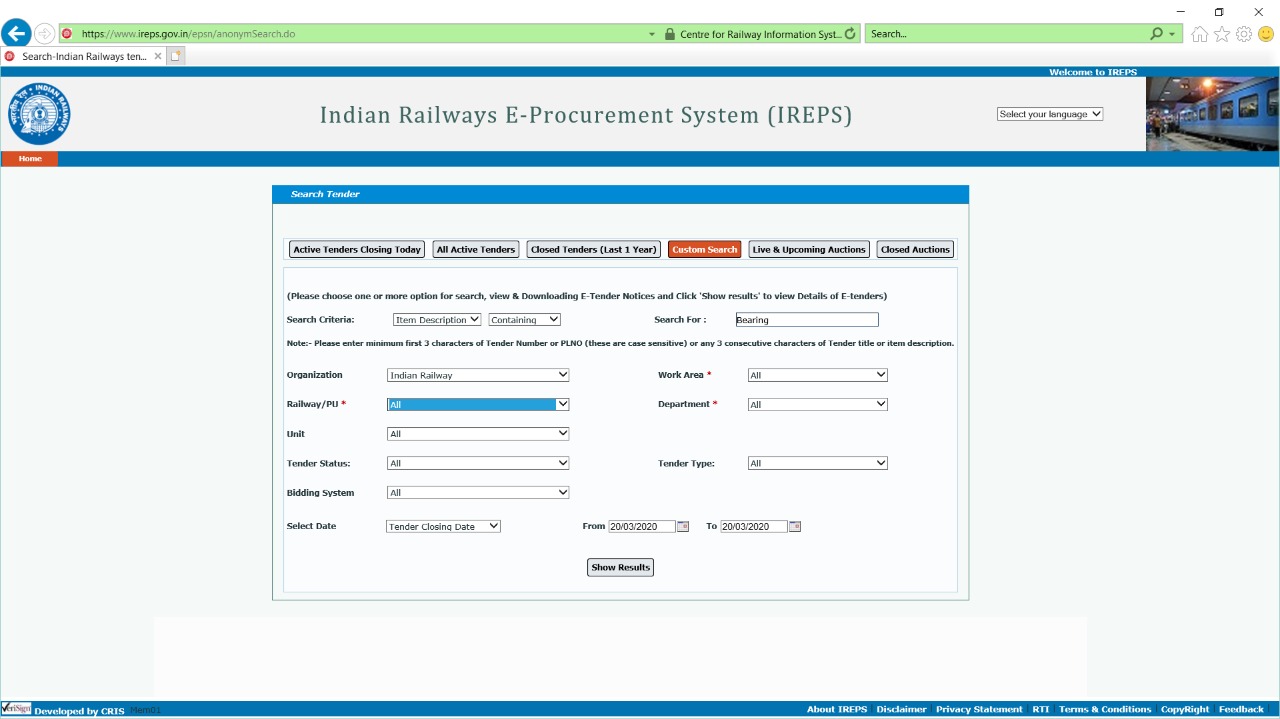 https://www.ireps.gov.in/epsn/anonymSearch.do
Centre for Railway Information Syst...
Search...
Search-Indian Railways ten...
Welcome to IREPS
INDIAN RAILWAYS
Indian Railways E-Procurement System (IREPS)
Select your language
Home
Search Tender
Active Tenders Closing Today All Active Tenders Closed Tenders (Last 1 Year) Custom Search Live & Upcoming Auctions Closed Auctions
(Please choose one or more option for search, view & Downloading E-Tender Notices and Click 'Show results' to view Details of E-tenders)
Search Criteria: Item Description Containing Search For : Bearing
Note:- Please enter minimum first 3 characters of Tender Number or PLNO (these are case sensitive) or any 3 consecutive characters of Tender title or item description.
Organization Indian Railway Work Area * All
Railway/PU * All Department * All
Unit All
Tender Status: All Tender Type: All
Bidding System All
Select Date Tender Closing Date From 20/03/2020 To 20/03/2020
Show Results
VeriSign Developed by CRIS Mem01
About IREPS Disclaimer Privacy Statement RTI Terms & Conditions CopyRight Feedback